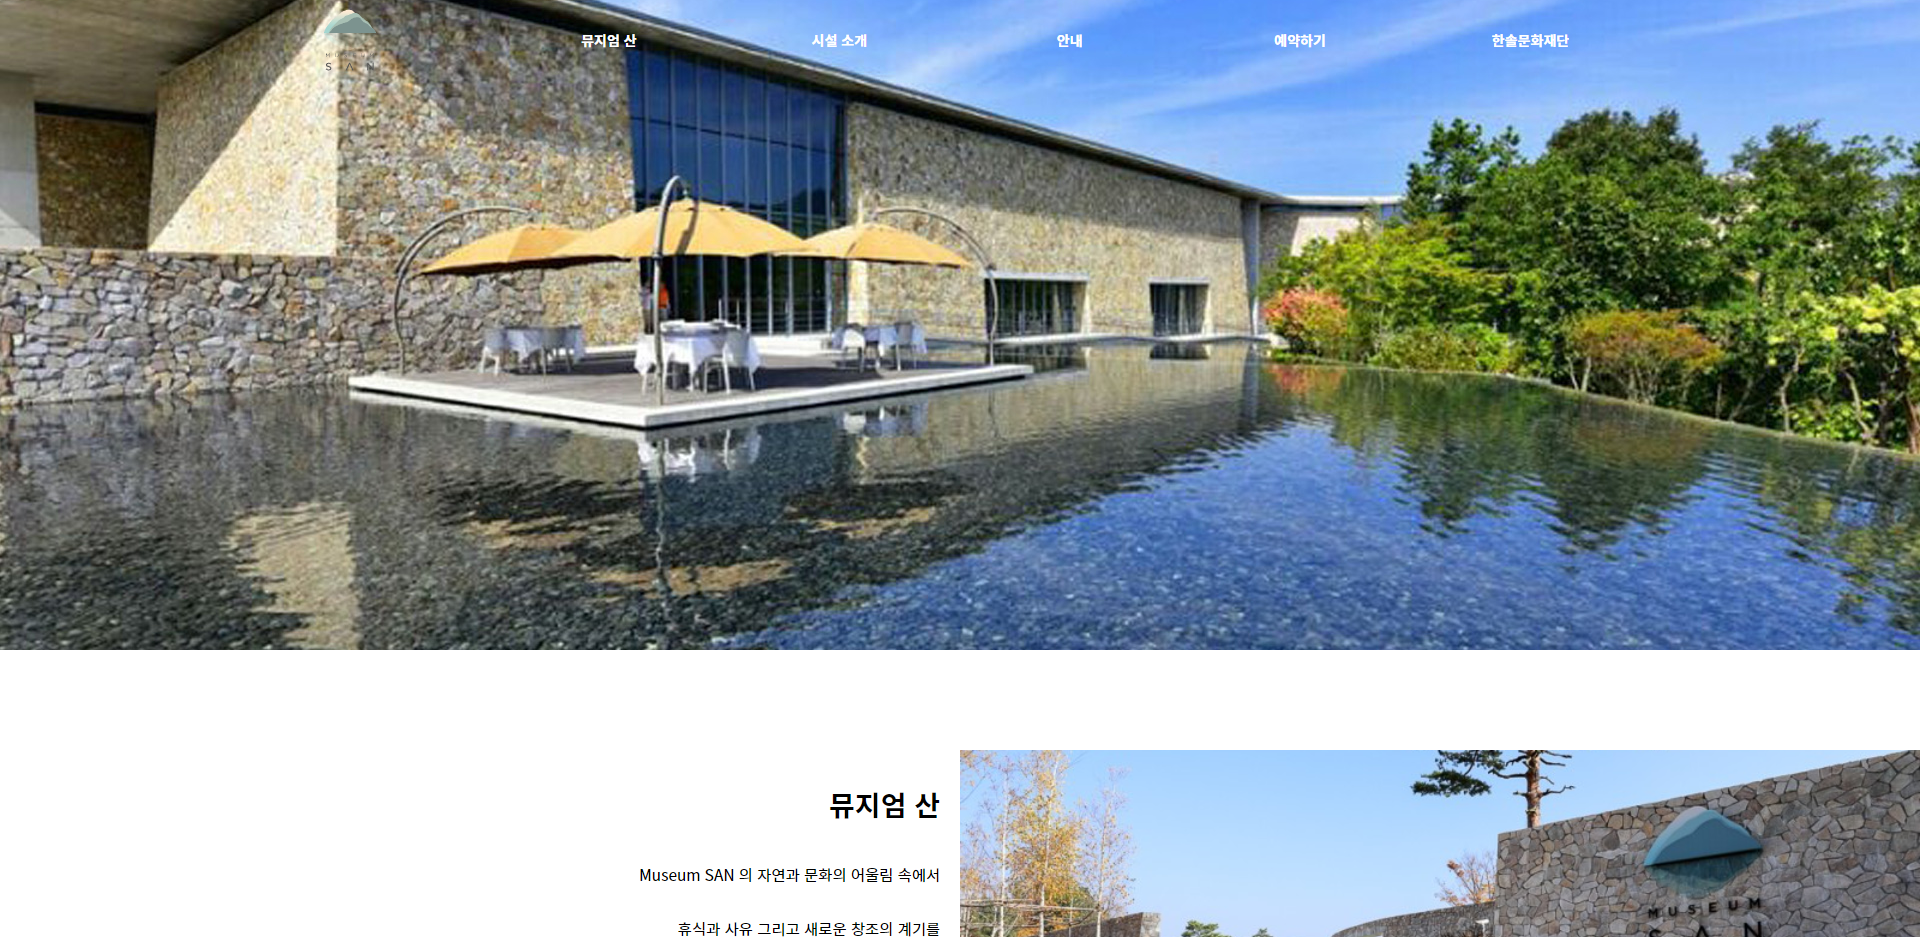 MUSEUM
SAN
뮤지엄 산
시설 소개
안내
예약하기
한솔문화재단
뮤지엄 산
Museum SAN 의 자연과 문화의 어울림 속에서
휴식과 사유 그리고 새로운 창조의 계기를
MUSEUM
SAN